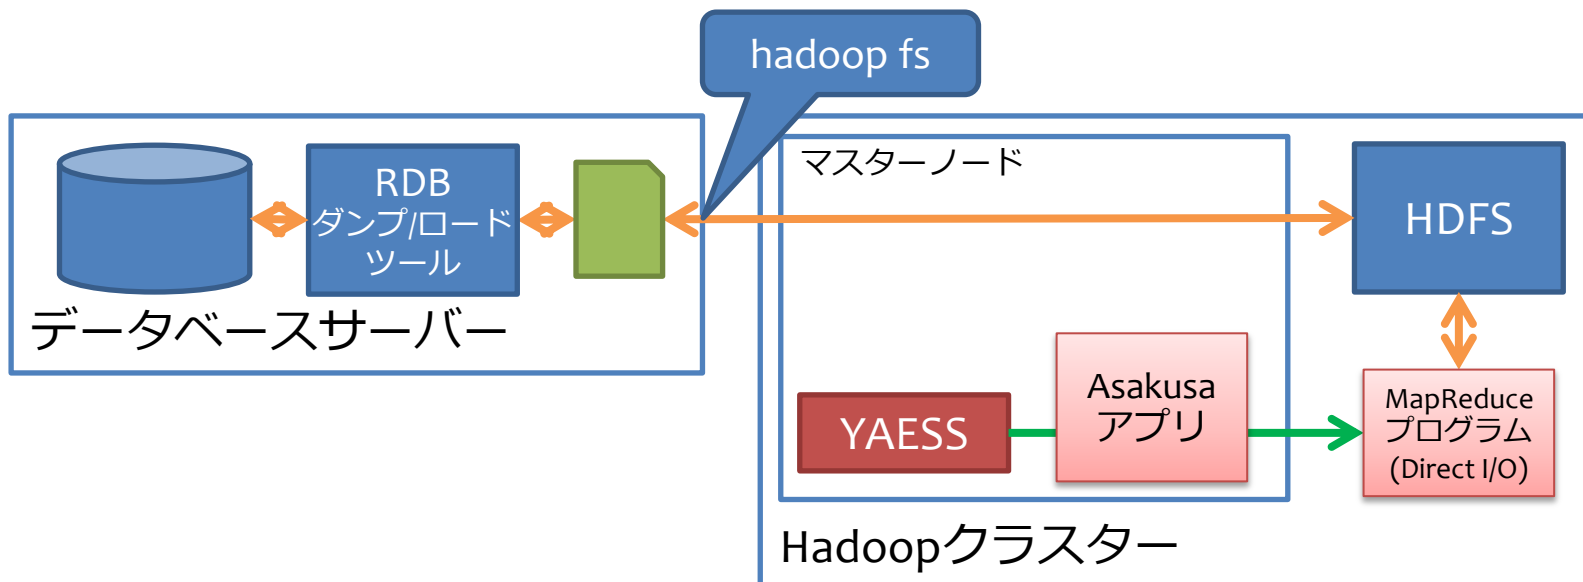 hadoop fs
RDB
ダンプ/ロード
ツール
データベースサーバー
マスターノード
HDFS
YAESS
Asakusa
アプリ
MapReduce
プログラム
(Direct I/O)
Hadoopクラスター